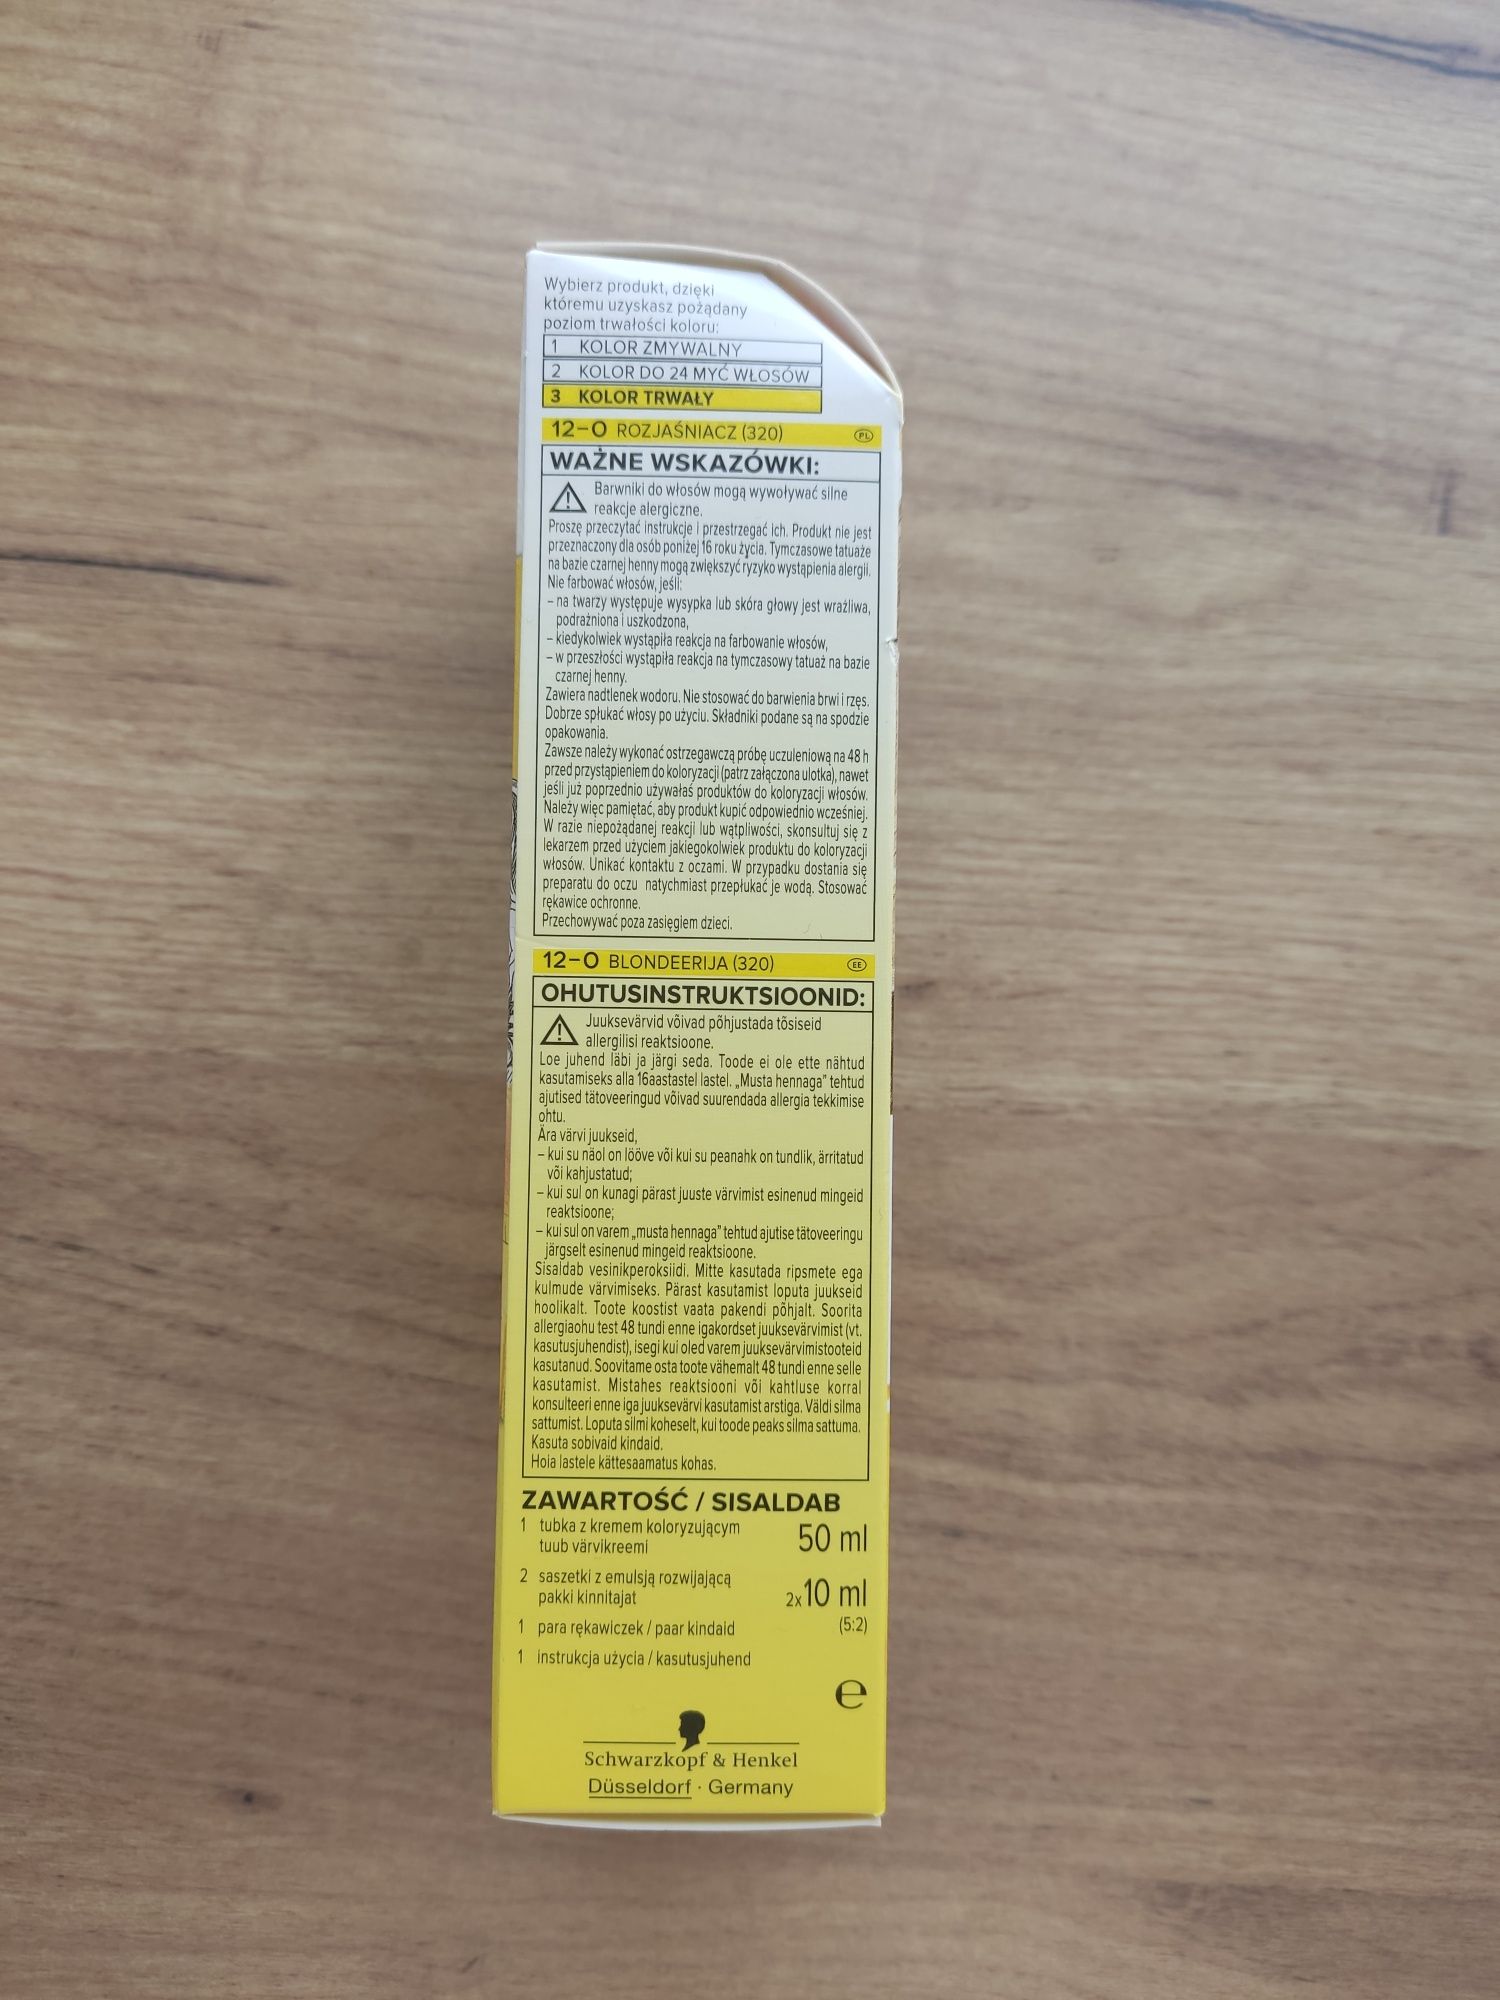 Wybierz produkt, dzięki
któremu uzyskasz pożądany
poziom trwałości koloru:
1 KOLOR ZMYWALNY
2 KOLOR DO 24 MYĆ WŁOSÓW
3 KOLOR TRWAŁY
12-0 ROZJAŚNIACZ (320) PL
WAŻNE WSKAZÓWKI:
Barwniki do włosów mogą wywoływać silne
reakcje alergiczne.
Proszę przeczytać instrukcje i przestrzegać ich. Produkt nie jest
przeznaczony dla osób poniżej 16 roku życia. Tymczasowe tatuaże
na bazie czarnej henny mogą zwiększyć ryzyko wystąpienia alergii.
Nie farbować włosów, jeśli:
– na twarzy występuje wysypka lub skóra głowy jest wrażliwa,
podrażniona i uszkodzona,
– kiedykolwiek wystąpiła reakcja na farbowanie włosów,
– w przeszłości wystąpiła reakcja na tymczasowy tatuaż na bazie
czarnej henny.
Zawiera nadtlenek wodoru. Nie stosować do barwienia brwi i rzęs.
Dobrze spłukać włosy po użyciu. Składniki podane są na spodzie
opakowania.
Zawsze należy wykonać ostrzegawczą próbę uczuleniową na 48 h
przed przystąpieniem do koloryzacji (patrz załączona ulotka), nawet
jeśli już poprzednio używałaś produktów do koloryzacji włosów.
Należy więc pamiętać, aby produkt kupić odpowiednio wcześniej.
W razie niepożądanej reakcji lub wątpliwości, skonsultuj się z
lekarzem przed użyciem jakiegokolwiek produktu do koloryzacji
włosów. Unikać kontaktu z oczami. W przypadku dostania się
preparatu do oczu natychmiast przepłukać je wodą. Stosować
rękawice ochronne.
Przechowywać poza zasięgiem dzieci.
12-0 BLONDEERIJA (320) EE
OHUTUSINSTRUKTSIOONID:
Juuksevärvid võivad põhjustada tõsiseid
allergilisi reaktsioone.
Loe juhend läbi ja järgi seda. Toode ei ole ette nähtud
kasutamiseks alla 16aastastel lastel. „Musta hennaga” tehtud
ajutised tätoveeringud võivad suurendada allergia tekkimise
ohtu.
Ära värvi juukseid,
– kui su näol on lööve või kui su peanahk on tundlik, ärritatud
või kahjustatud;
– kui sul on kunagi pärast juuste värvimist esinenud mingeid
reaktsioone;
– kui sul on varem „musta hennaga” tehtud ajutise tätoveeringu
järgselt esinenud mingeid reaktsioone.
Sisaldab vesinikperoksiidi. Mitte kasutada ripsmete ega
kulmude värvimiseks. Pärast kasutamist loputa juukseid
hoolikalt. Toote koostist vaata pakendi põhjalt. Soorita
allergiaohu test 48 tundi enne igakordset juuksevärvimist (vt.
kasutusjuhendist), isegi kui oled varem juuksevärvimistooteid
kasutanud. Soovitame osta toote vähemalt 48 tundi enne selle
kasutamist. Mistahes reaktsiooni või kahtluse korral
konsulteeri enne iga juuksevärvi kasutamist arstiga. Väldi silma
sattumist. Loputa silmi koheselt, kui toode peaks silma sattuma.
Kasuta sobivaid kindaid.
Hoia lastele kättesaamatus kohas.
ZAWARTOŚĆ / SISALDAB
1 tubka z kremem koloryzującym
tuub värvikreemi 50 ml
2 saszetki z emulsją rozwijającą
pakki kinnitajat 2x10 ml
1 para rękawiczek / paar kindaid (5:2)
1 instrukcja użycia / kasutusjuhend
℮
Schwarzkopf & Henkel
Düsseldorf · Germany